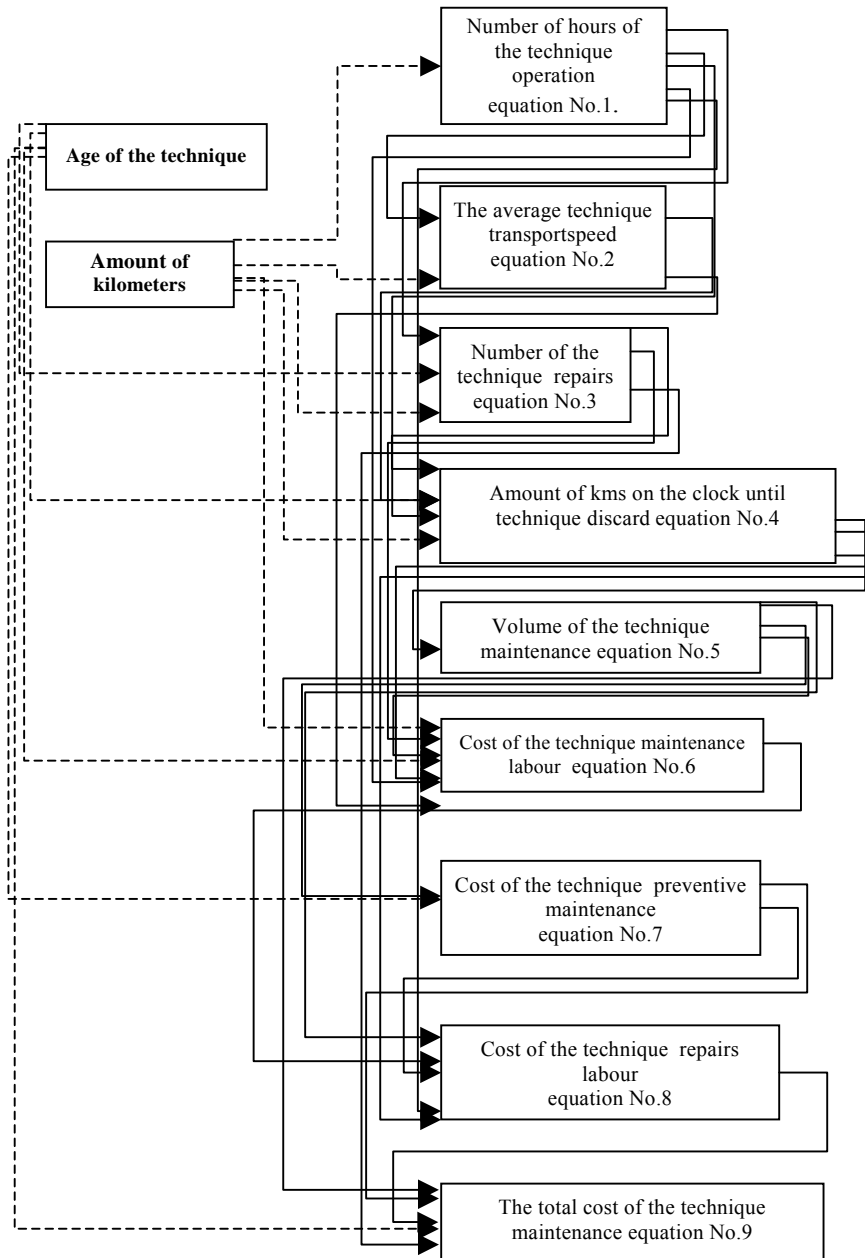 Number of hours of
the technique
operation
equation No.1.
Age of the technique
The average technique
transportspeed
equation No.2
Amount of
kilometers
Number of the
technique repairs
equation No.3
Amount of kms on the clock until
technique discard equation No.4
Volume of the technique
maintenance equation No.5
Cost of the technique maintenance
labour equation No.6
Cost of the technique preventive
maintenance
equation No.7
Cost of the technique repairs
labour
equation No.8
The total cost of the technique
maintenance equation No.9